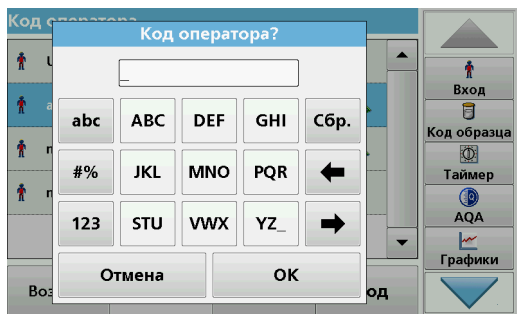 Код оператора
Код оператора?
_
abc ABC DEF GHI Сбр.
#% JKL MNO PQR
123 STU VWX YZ_
Отмена OK
Вход
Код образца
Таймер
AQA
Графики